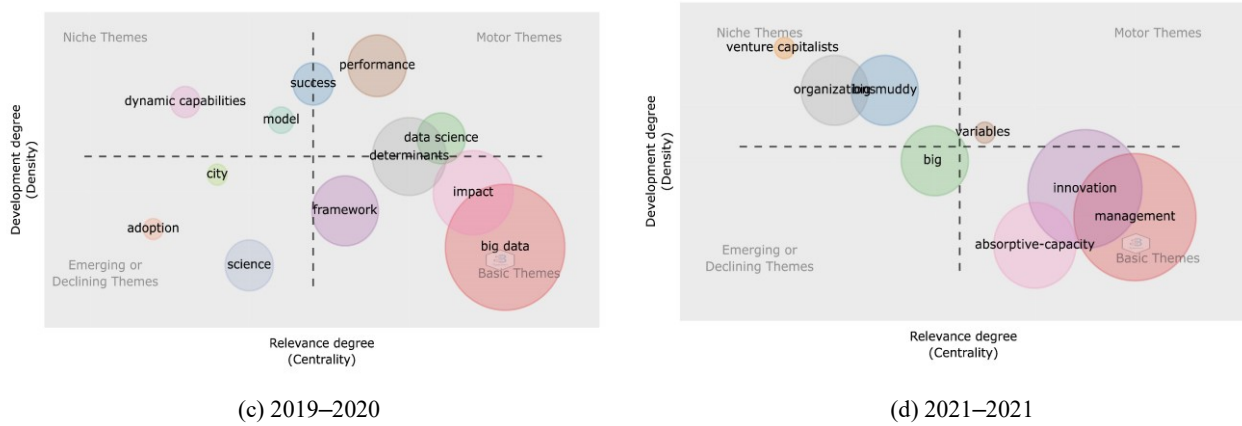 Niche Themes
Motor Themes
performance
success
dynamic capabilities
model
data science
determinants
city
impact
framework
adoption
big data
science
Emerging or
Declining Themes
Basic Themes
Development degree
(Density)
Relevance degree
(Centrality)
(c) 2019–2020
Niche Themes
Motor Themes
venture capitalists
organizations
big muddy
variables
big
innovation
management
absorptive-capacity
Emerging or
Declining Themes
Basic Themes
Development degree
(Density)
Relevance degree
(Centrality)
(d) 2021–2021